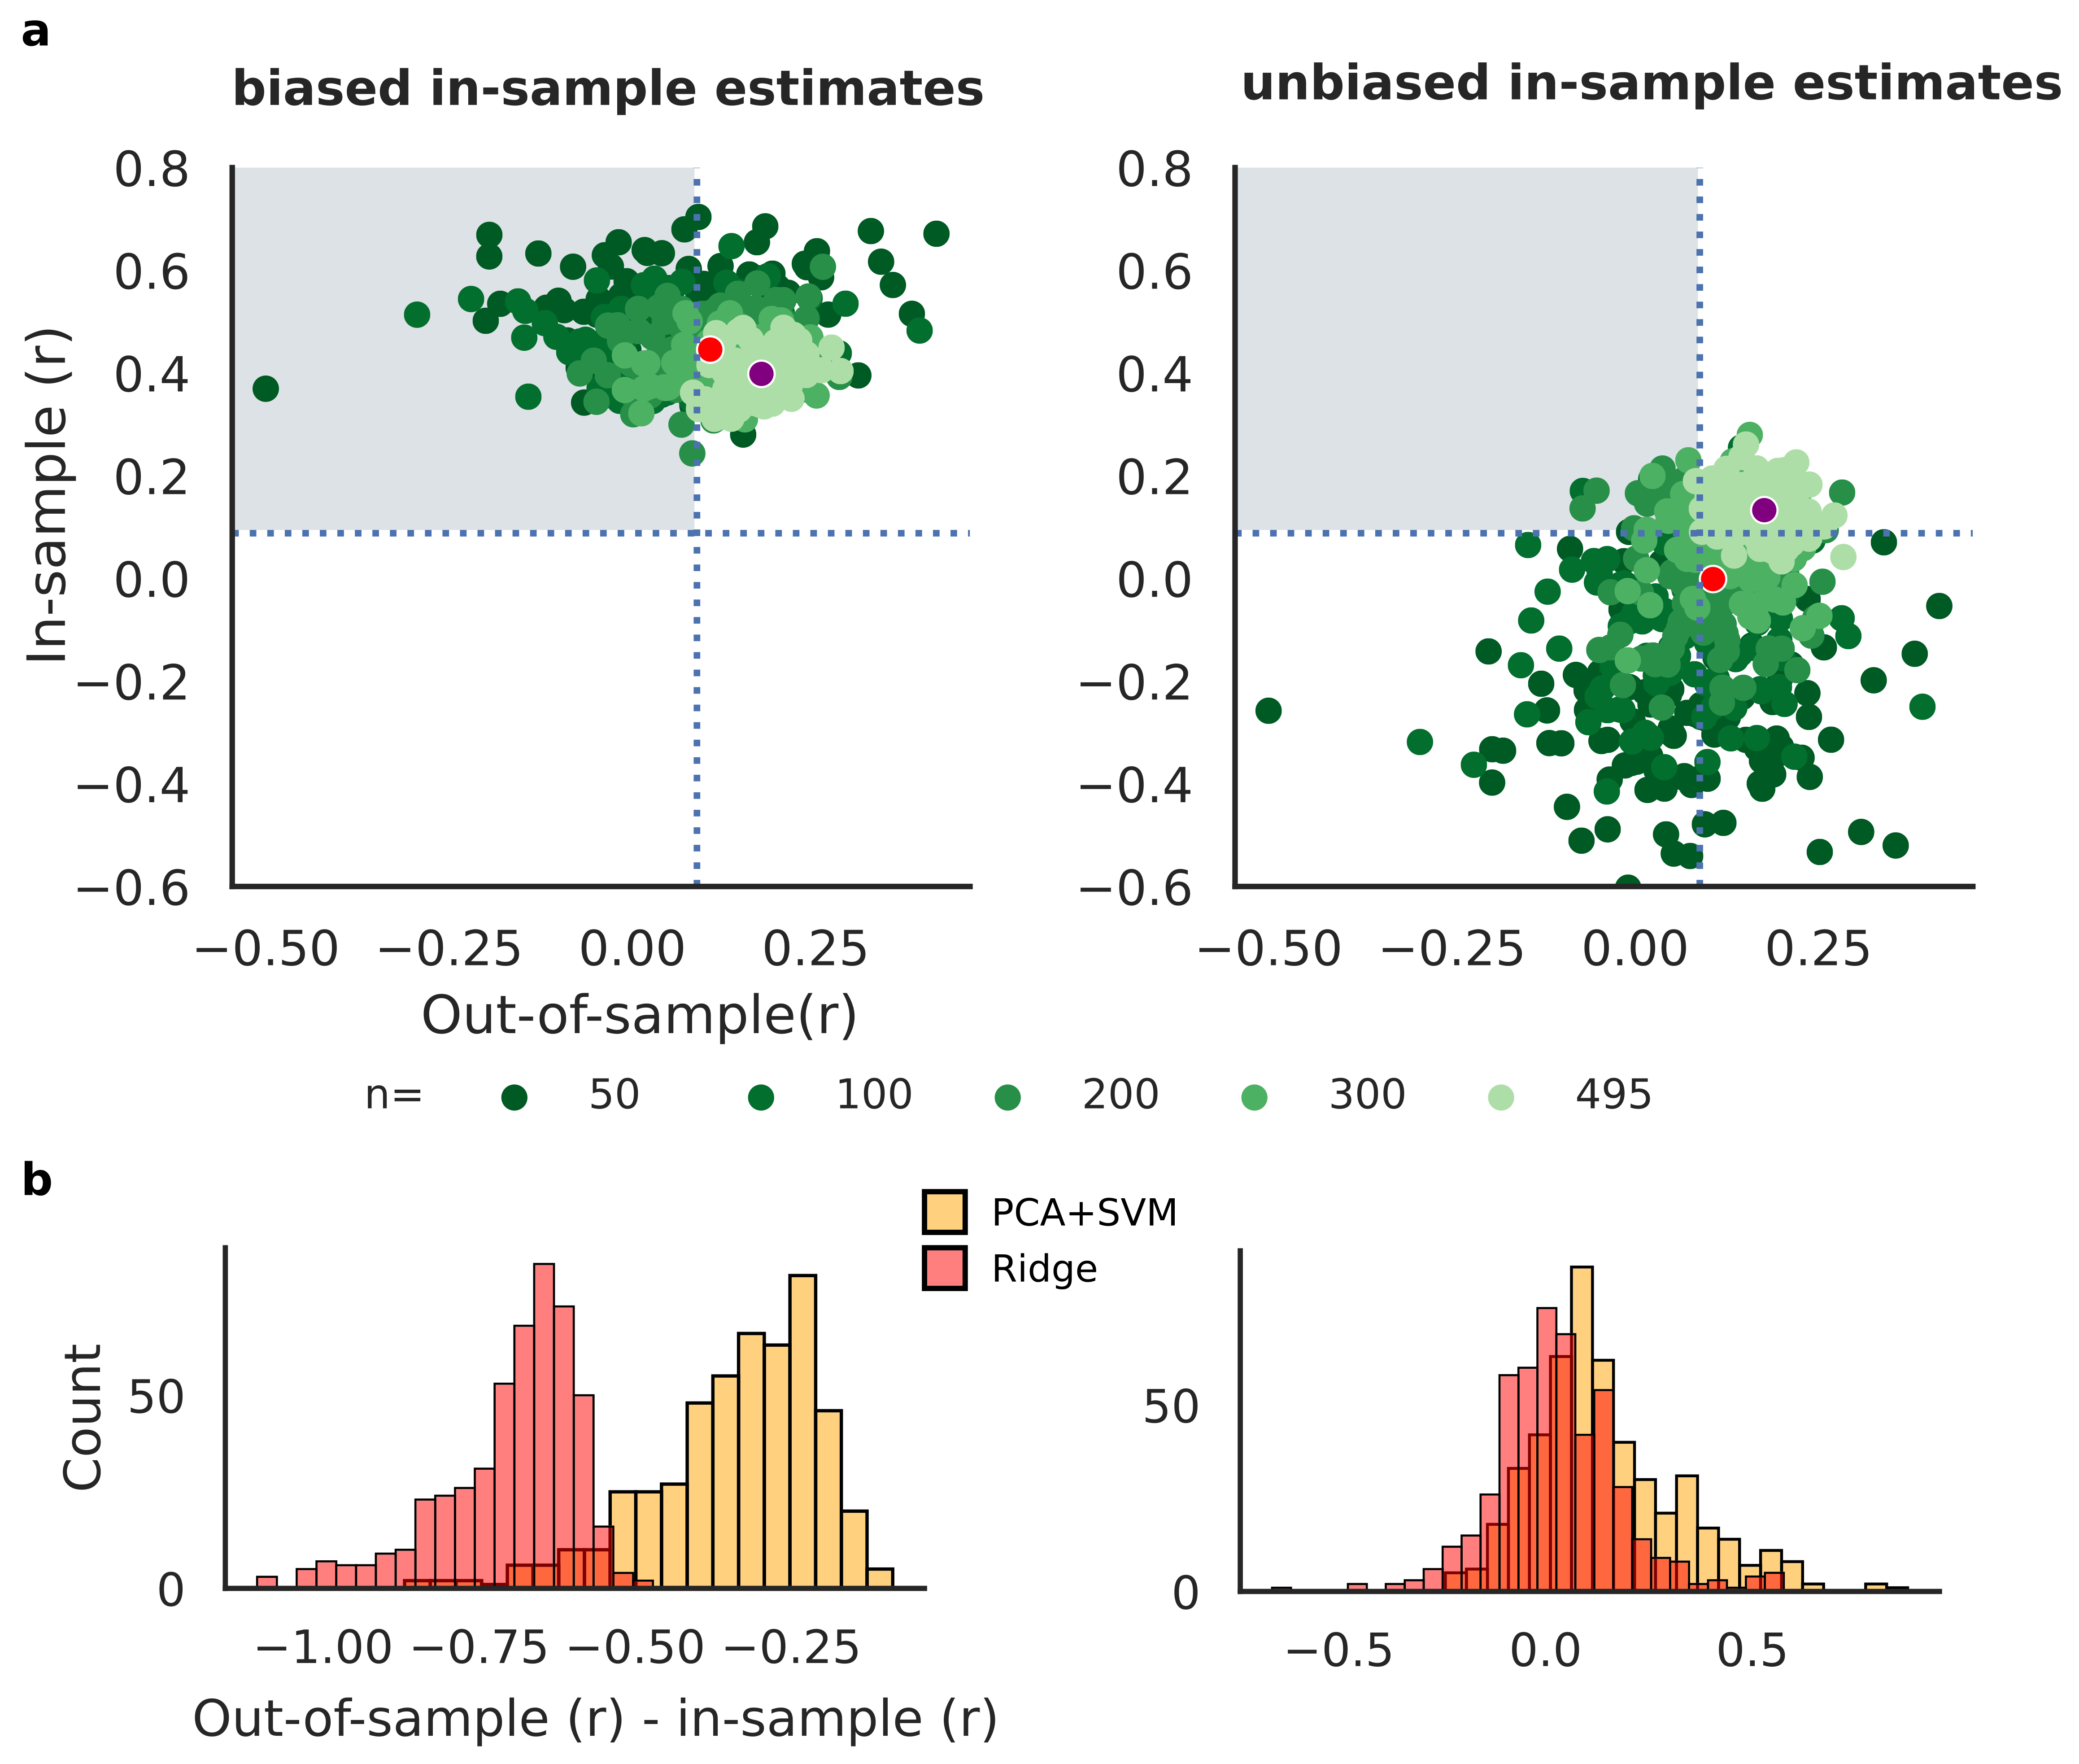 a
biased in-sample estimates
unbiased in-sample estimates
0.8
0.6
0.4
0.2
0.0
−0.2
−0.4
−0.6
In-sample (r)
−0.50 −0.25 0.00 0.25
Out-of-sample(r)
0.8
0.6
0.4
0.2
0.0
−0.2
−0.4
−0.6
−0.50 −0.25 0.00 0.25
n= 50 100 200 300 495
b
PCA+SVM
Ridge
Count
50
0
−1.00 −0.75 −0.50 −0.25
Out-of-sample (r) - in-sample (r)
50
0
−0.5 0.0 0.5